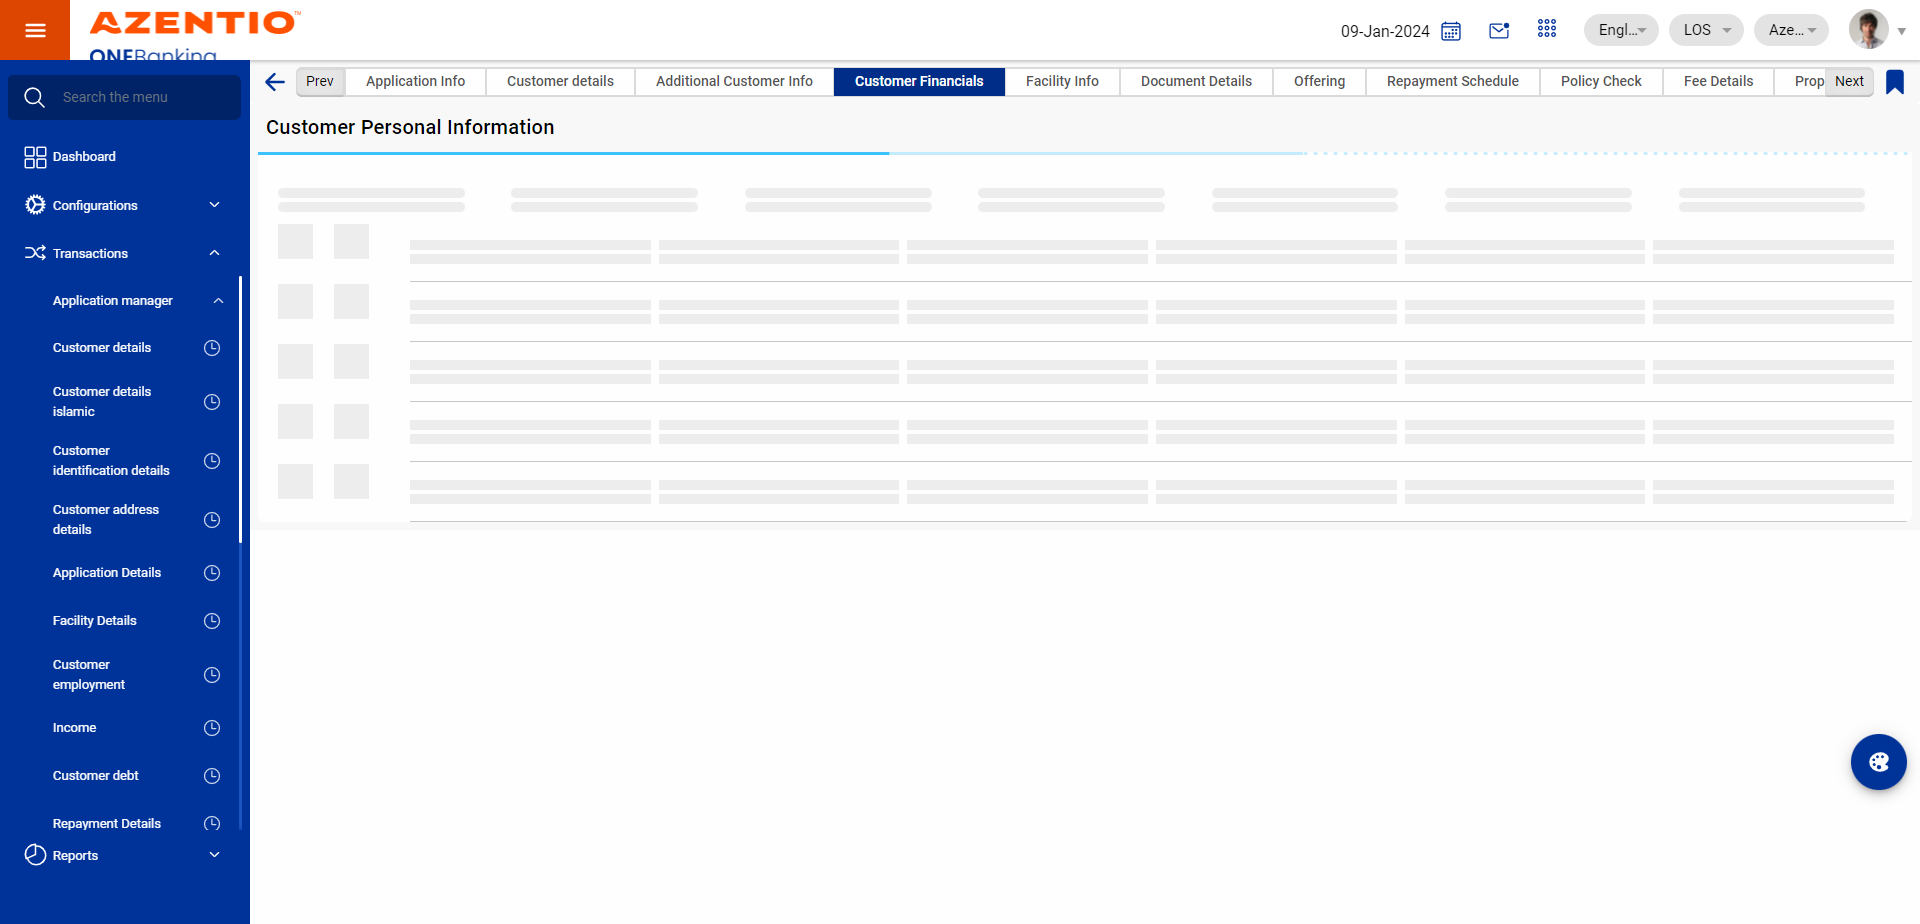 AZENTIO™
ONEBanking
09-Jan-2024
Engl...
LOS
Aze...
Search the menu
Prev
Application Info
Customer details
Additional Customer Info
Customer Financials
Facility Info
Document Details
Offering
Repayment Schedule
Policy Check
Fee Details
Prop
Next
Customer Personal Information
Dashboard
Configurations
Transactions
Application manager
Customer details
Customer details
islamic
Customer
identification details
Customer address
details
Application Details
Facility Details
Customer
employment
Income
Customer debt
Repayment Details
Reports